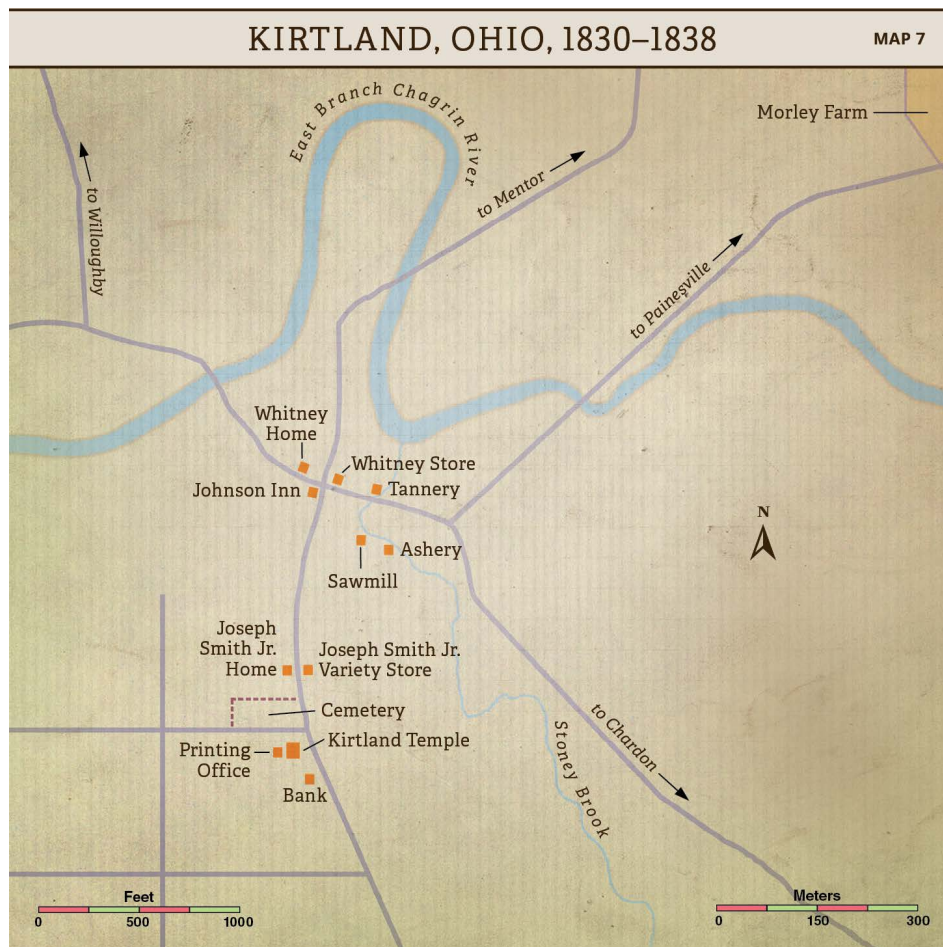 KIRTLAND, OHIO, 1830–1838
MAP 7
East Branch Chagrin River
Morley Farm
to Willoughby
to Mentor
to Painesville
Whitney
Home
Whitney Store
Johnson Inn
Tannery
N
Ashery
Sawmill
Joseph
Smith Jr.
Home
Joseph Smith Jr.
Variety Store
Cemetery
to Chardon
Stoney Brook
Printing
Office
Kirtland Temple
Bank
Feet
0 500 1000
Meters
0 150 300